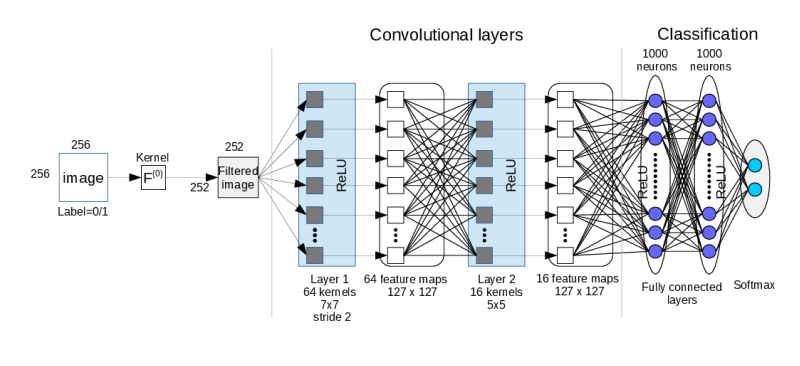 Convolutional layers
Classification
1000
neurons
1000
neurons
256
256
image
Label=0/1
Kernel
F(0)
252
252
Filtered
image
ReLU
ReLU
ReLU
ReLU
Layer 1
64 kernels
7x7
stride 2
64 feature maps
127 x 127
Layer 2
16 kernels
5x5
16 feature maps
127 x 127
Fully connected
layers
Softmax